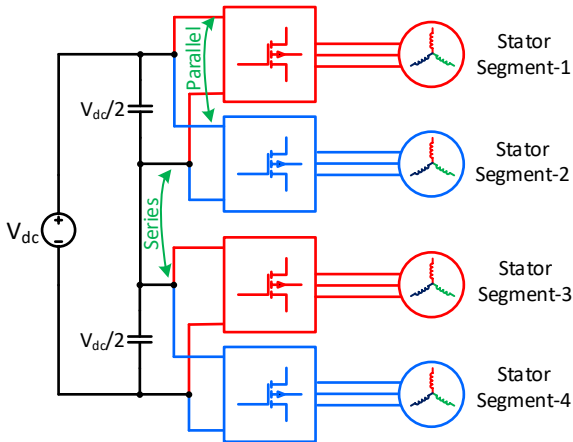 Parallel
Stator
Segment-1
Vdc/2
Stator
Segment-2
Vdc
+
−
Series
Stator
Segment-3
Vdc/2
Stator
Segment-4